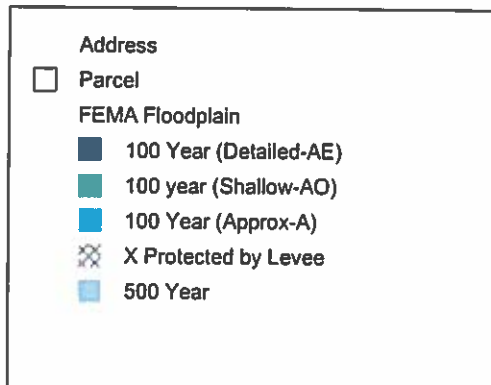 Address
Parcel
FEMA Floodplain
100 Year (Detailed-AE)
100 year (Shallow-AO)
100 Year (Approx-A)
X Protected by Levee
500 Year